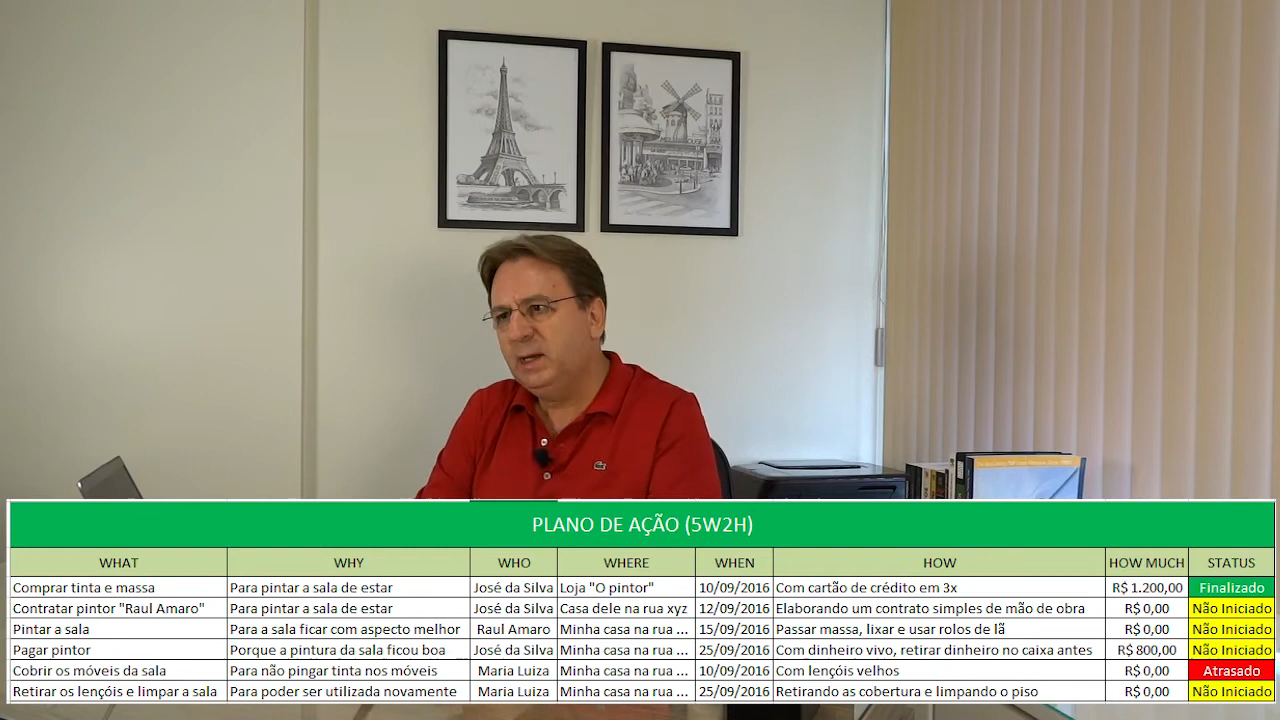 PLANO DE AÇÃO (5W2H)
WHAT WHY WHO WHERE WHEN HOW HOW MUCH STATUS
Comprar tinta e massa Para pintar a sala de estar José da Silva Loja "O pintor" 10/09/2016 Com cartão de crédito em 3x R$ 1.200,00 Finalizado
Contratar pintor "Raul Amaro" Para pintar a sala de estar José da Silva Casa dele na rua xyz 12/09/2016 Elaborando um contrato simples de mão de obra R$ 0,00 Não Iniciado
Pintar a sala Para a sala ficar com aspecto melhor Raul Amaro Minha casa na rua ... 15/09/2016 Passar massa, lixar e usar rolos de lã R$ 0,00 Não Iniciado
Pagar pintor Porque a pintura da sala ficou boa José da Silva Minha casa na rua ... 25/09/2016 Com dinheiro vivo, retirar dinheiro no caixa antes R$ 800,00 Não Iniciado
Cobrir os móveis da sala Para não pingar tinta nos móveis Maria Luiza Minha casa na rua ... 10/09/2016 Com lençóis velhos R$ 0,00 Atrasado
Retirar os lençóis e limpar a sala Para poder ser utilizada novamente Maria Luiza Minha casa na rua ... 25/09/2016 Retirando as cobertura e limpando o piso R$ 0,00 Não Iniciado